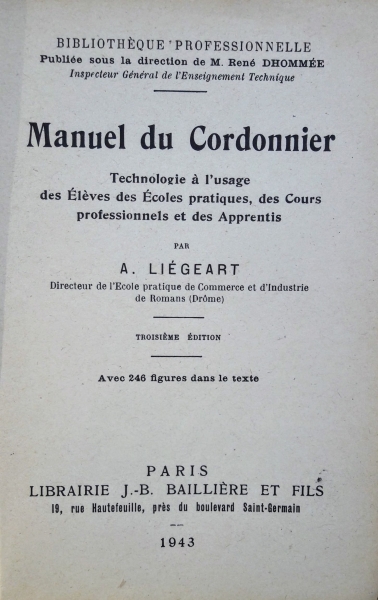 BIBLIOTHÈQUE PROFESSIONNELLE
Publiée sous la direction de M. René DHOMMÉE
Inspecteur Général de l'Enseignement Technique
Manuel du Cordonnier
Technologie à l'usage
des Élèves des Écoles pratiques, des Cours
professionnels et des Apprentis
PAR
A. LIÉGEART
Directeur de l'Ecole pratique de Commerce et d'Industrie
de Romans (Drôme)
TROISIÈME ÉDITION
Avec 246 figures dans le texte
PARIS
LIBRAIRIE J.-B. BAILLIÈRE ET FILS
19, rue Hautefeuille, près du boulevard Saint-Germain
1943